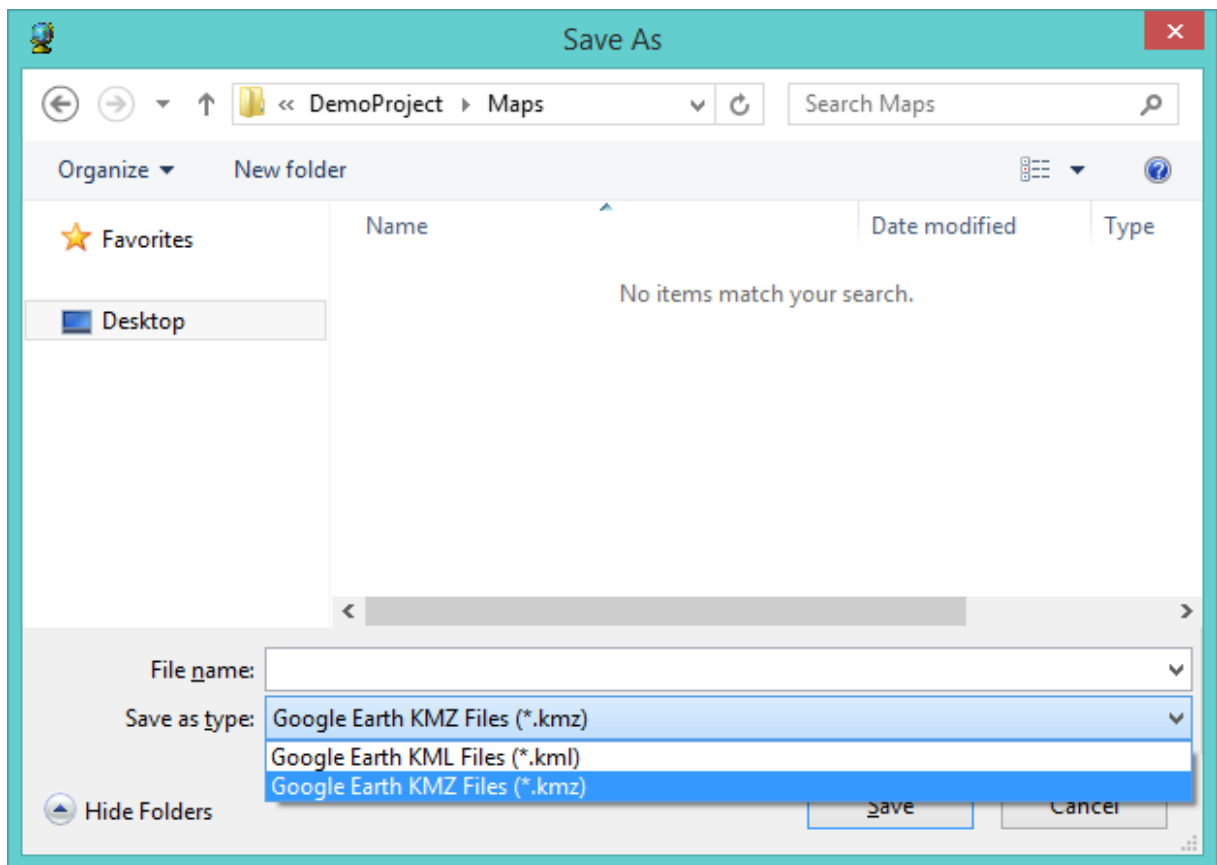 Save As
« DemoProject Maps
Search Maps
Organize
New folder
Favorites
Desktop
Name
Date modified
Type
No items match your search.
File name:
Save as type: Google Earth KMZ Files (*.kmz)
Google Earth KML Files (*.kml)
Google Earth KMZ Files (*.kmz)
Hide Folders
Save
Cancel